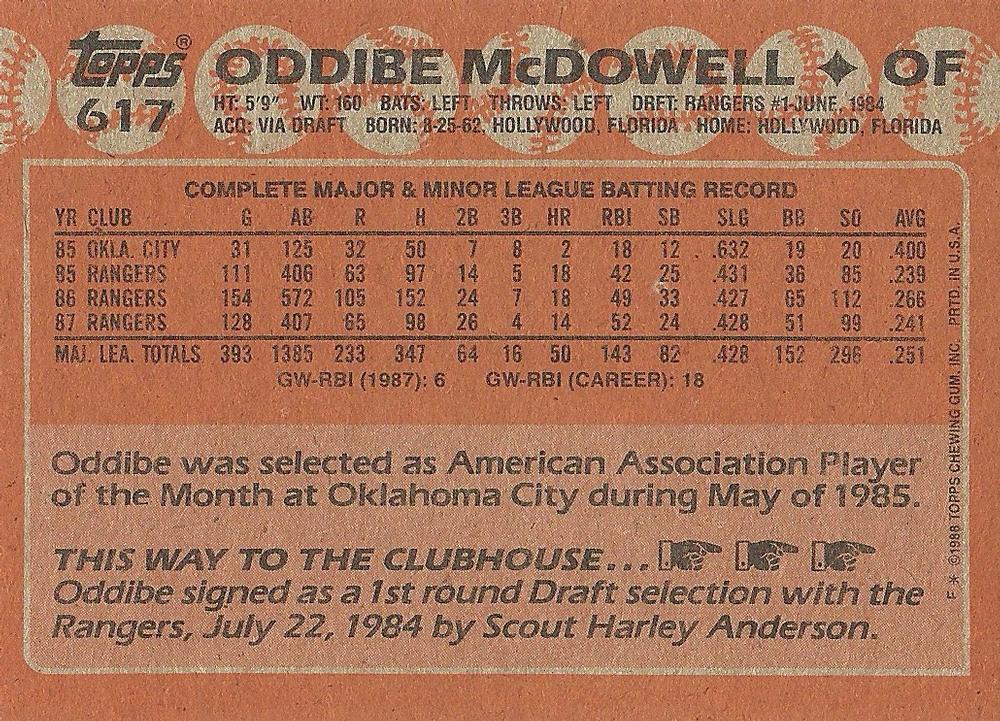 Topps® ODDIBE McDOWELL ✦ OF
617 HT: 5'9" WT: 160 BATS: LEFT THROWS: LEFT DRFT: RANGERS #1-JUNE, 1984
ACQ: VIA DRAFT BORN: 8-25-62, HOLLYWOOD, FLORIDA HOME: HOLLYWOOD, FLORIDA
COMPLETE MAJOR & MINOR LEAGUE BATTING RECORD
YR CLUB G AB R H 2B 3B HR RBI SB SLG BB SO AVG
85 OKLA. CITY 31 125 32 50 7 8 2 18 12 .632 19 20 .400
85 RANGERS 111 406 63 97 14 5 18 42 25 .431 36 85 .239
86 RANGERS 154 572 105 152 24 7 18 49 33 .427 65 112 .266
87 RANGERS 128 407 65 98 26 4 14 52 24 .428 51 99 .241
MAJ. LEA. TOTALS 393 1385 233 347 64 16 50 143 82 .428 152 296 .251
GW-RBI (1987): 6 GW-RBI (CAREER): 18
Oddibe was selected as American Association Player
of the Month at Oklahoma City during May of 1985.
THIS WAY TO THE CLUBHOUSE...
Oddibe signed as a 1st round Draft selection with the
Rangers, July 22, 1984 by Scout Harley Anderson.
F * ©1988 TOPPS CHEWING GUM, INC. PRTD. IN U.S.A.